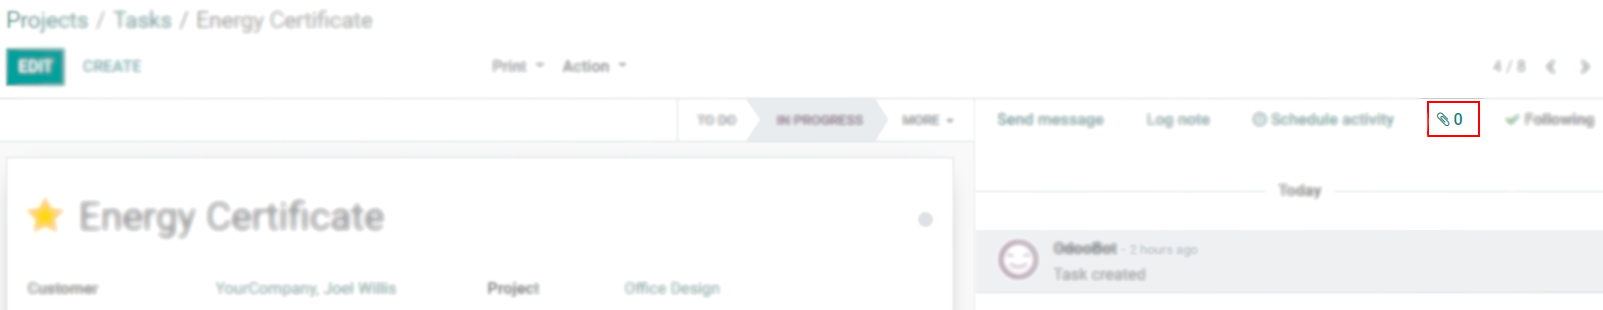 Projects / Tasks / Energy Certificate
EDIT CREATE Print Action 4 / 8
TO DO IN PROGRESS MORE Send message Log note Schedule activity 0 Following
Today
Energy Certificate
OdooBot - 2 hours ago
Task created
Customer YourCompany, Joel Willis Project Office Design